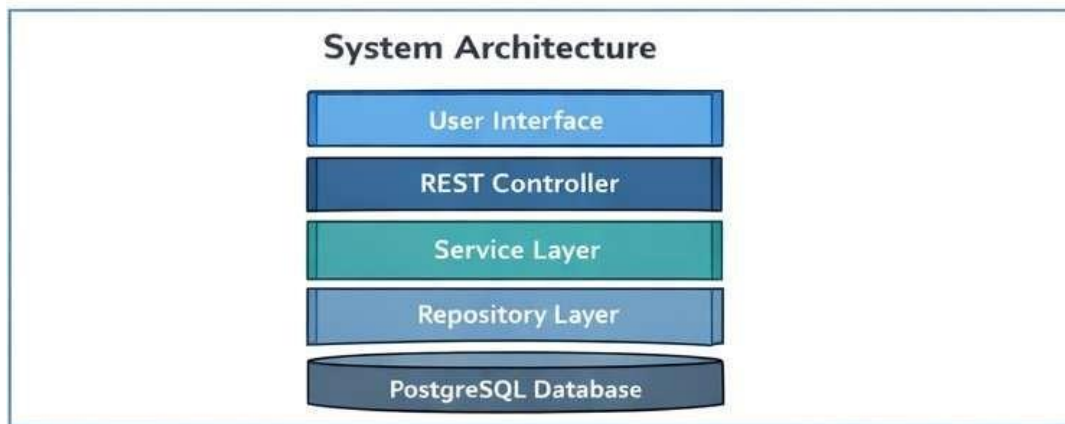 System Architecture
User Interface
REST Controller
Service Layer
Repository Layer
PostgreSQL Database